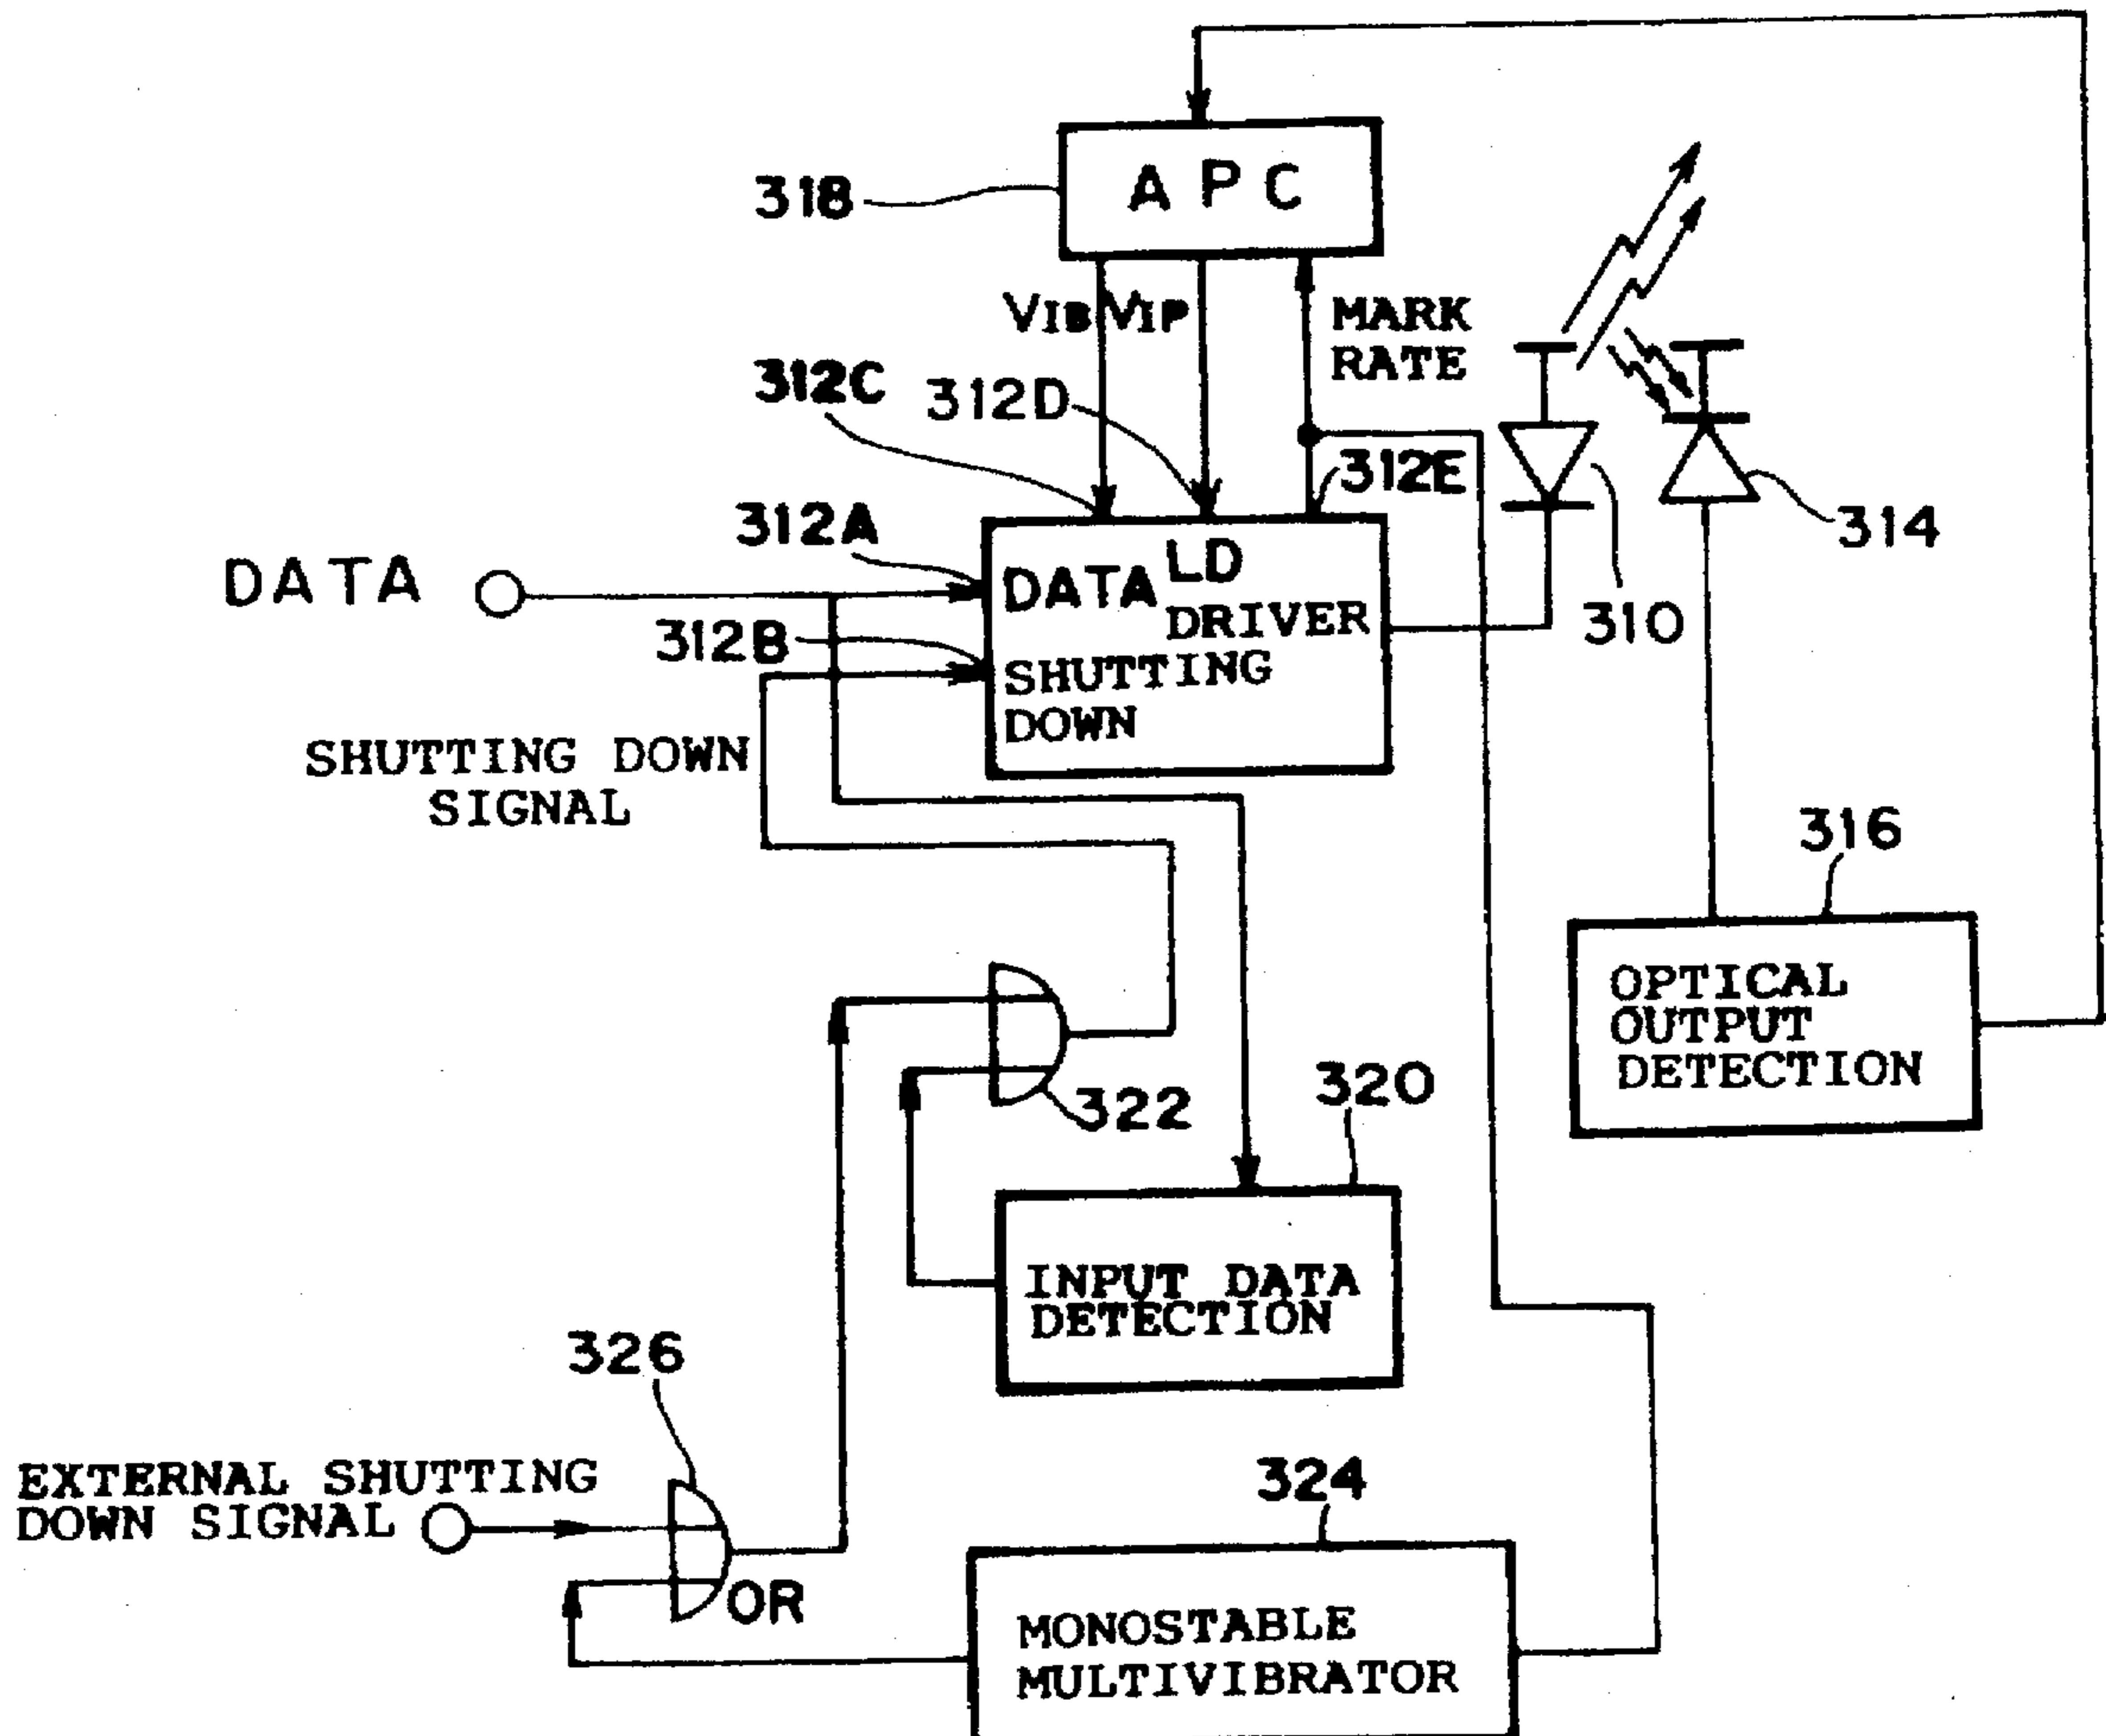 APC
318
VIB
VIP
MARK
RATE
312C
312D
312E
312A
314
DATA
DATA
LD
DRIVER
310
312B
SHUTTING
DOWN
SHUTTING DOWN
SIGNAL
316
OPTICAL
OUTPUT
DETECTION
322
320
INPUT DATA
DETECTION
326
EXTERNAL SHUTTING
DOWN SIGNAL
OR
324
MONOSTABLE
MULTIVIBRATOR